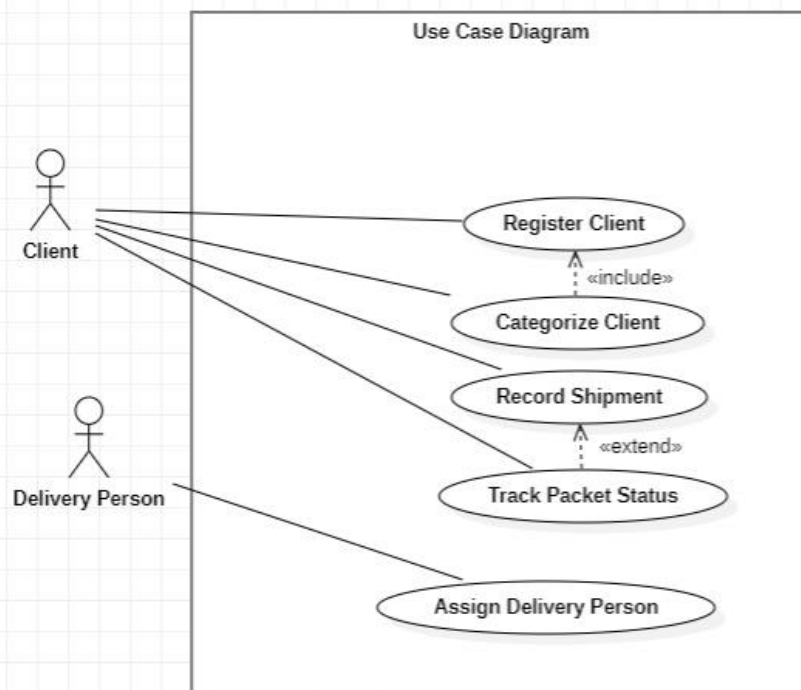 Use Case Diagram
Client
Register Client
«include»
Categorize Client
Record Shipment
«extend»
Track Packet Status
Delivery Person
Assign Delivery Person